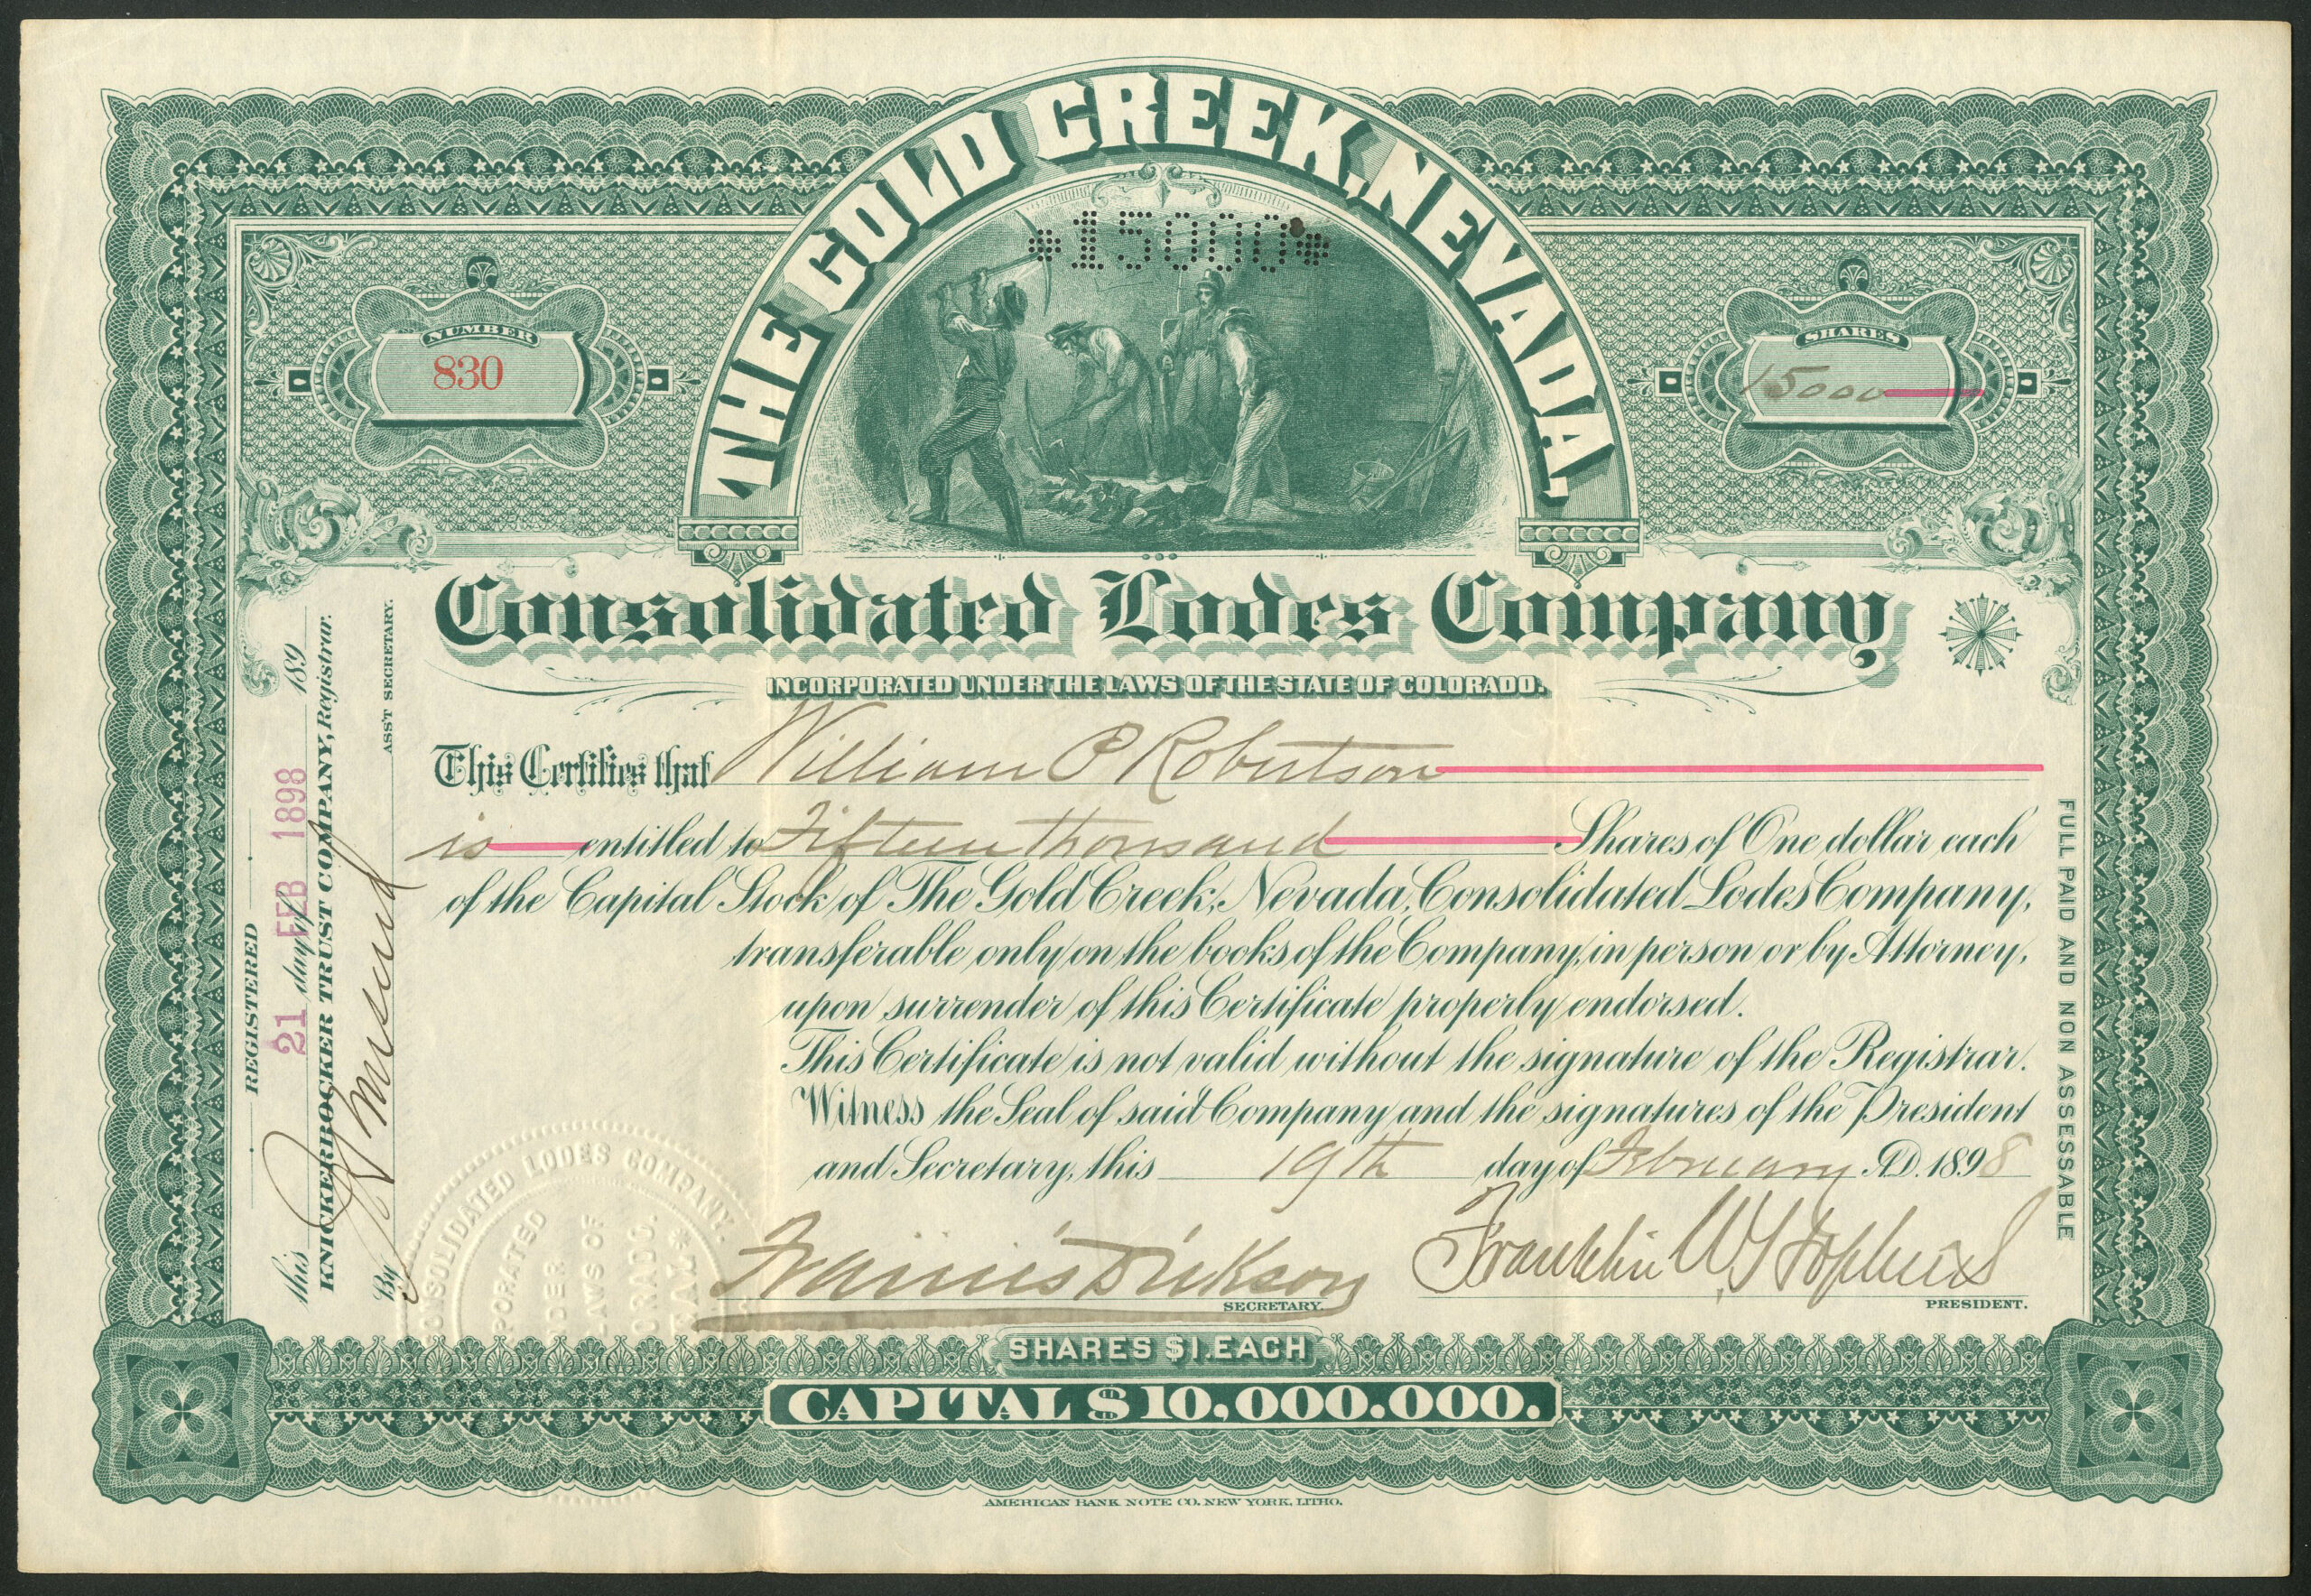 THE GOLD CREEK, NEVADA,
*15000*
NUMBER
830
SHARES
15000
Consolidated Lodes Company
INCORPORATED UNDER THE LAWS OF THE STATE OF COLORADO.
This Certifies that William P Robertson
is entitled to Fifteen thousand Shares of One dollar each
of the Capital Stock of The Gold Creek, Nevada, Consolidated Lodes Company,
transferable only on the books of the Company, in person or by Attorney,
upon surrender of this Certificate properly endorsed.
This Certificate is not valid without the signature of the Registrar.
Witness the Seal of said Company and the signatures of the President
and Secretary, this 19th day of February A.D. 1898
SECRETARY.
Franklin W Hopkins
PRESIDENT.
REGISTERED
this 21 day of FEB 1898 189
KNICKERBOCKER TRUST COMPANY, Registrar.
By
ASS'T SECRETARY.
FULL PAID AND NON ASSESSABLE
CONSOLIDATED LODES COMPANY.
SHARES $1. EACH
CAPITAL $10,000.000.
AMERICAN BANK NOTE CO. NEW YORK, LITHO.